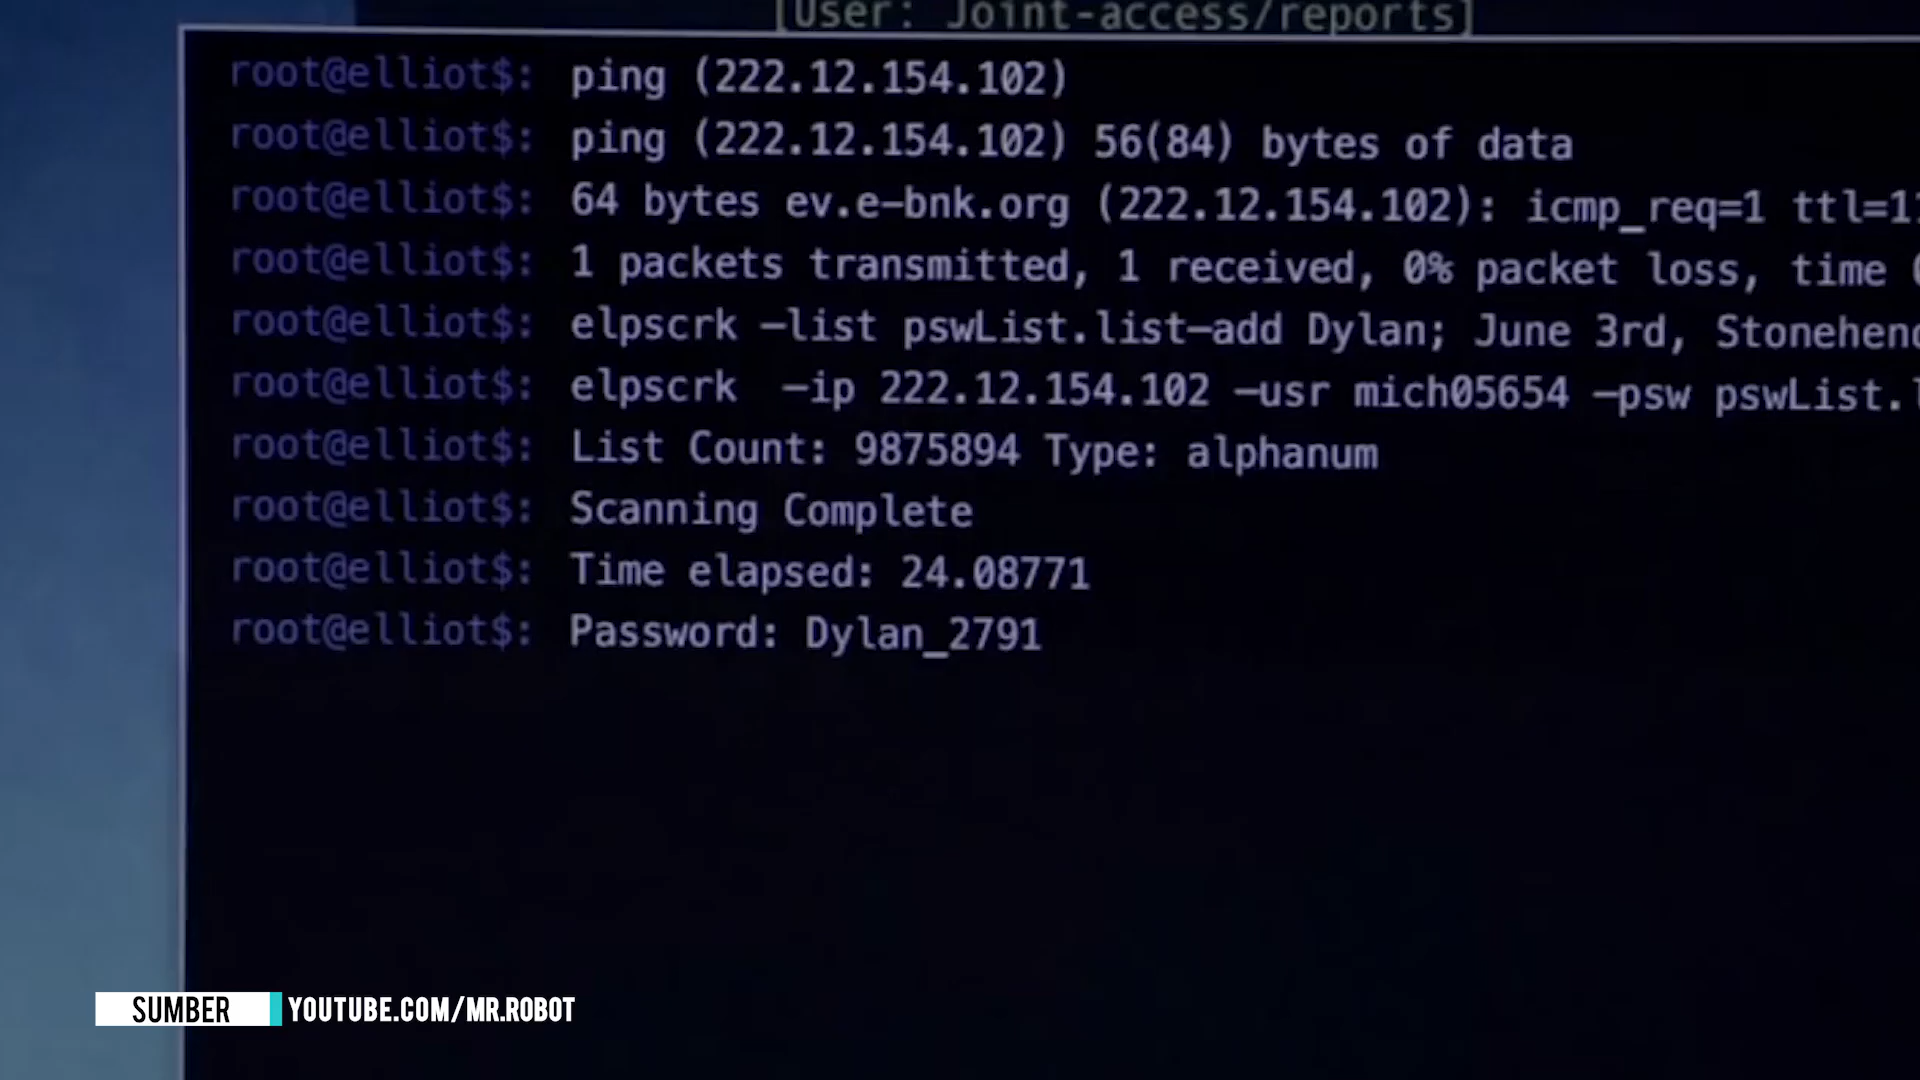 [User: Joint-access/reports]
root@elliot$: ping (222.12.154.102)
root@elliot$: ping (222.12.154.102) 56(84) bytes of data
root@elliot$: 64 bytes ev.e-bnk.org (222.12.154.102): icmp_req=1 ttl=11
root@elliot$: 1 packets transmitted, 1 received, 0% packet loss, time
root@elliot$: elpscrk –list pswList.list–add Dylan; June 3rd,
root@elliot$: elpscrk –ip 222.12.154.102 –usr mich05654 –psw
root@elliot$: List Count: 9875894 Type: alphanum
root@elliot$: Scanning Complete
root@elliot$: Time elapsed: 24.08771
root@elliot$: Password: Dylan_2791
SUMBER YOUTUBE.COM/MR.ROBOT